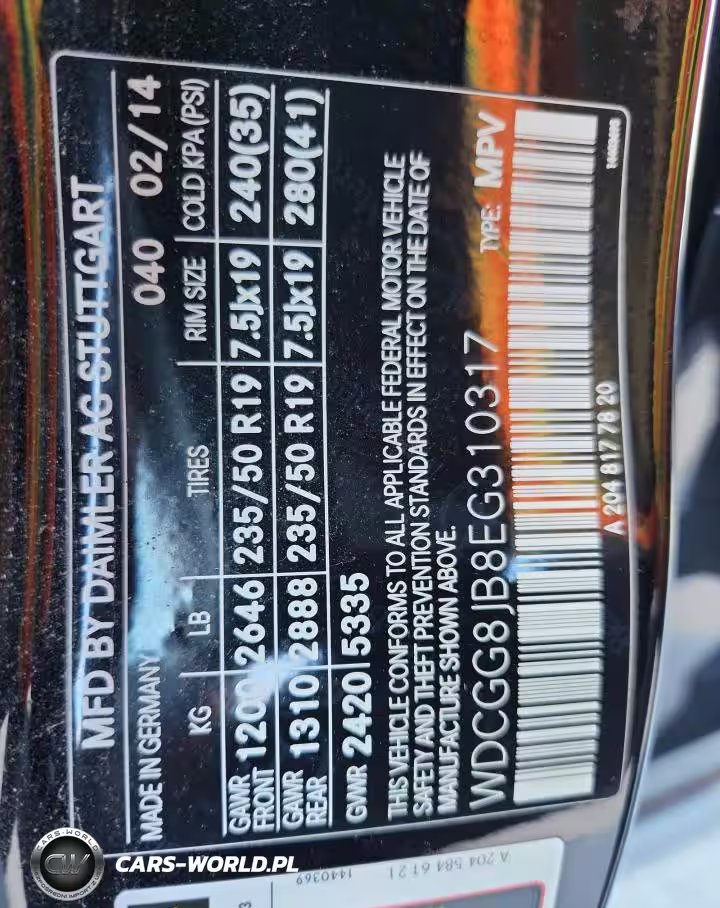 MFD BY DAIMLER AG STUTTGART
MADE IN GERMANY 040 02/14
KG LB TIRES RIM SIZE COLD KPA(PSI)
GAWR FRONT 1200 2646 235/50 R19 7.5Jx19 240(35)
GAWR REAR 1310 2888 235/50 R19 7.5Jx19 280(41)
GVWR 2420 5335
THIS VEHICLE CONFORMS TO ALL APPLICABLE FEDERAL MOTOR VEHICLE
SAFETY AND THEFT PREVENTION STANDARDS IN EFFECT ON THE DATE OF
MANUFACTURE SHOWN ABOVE.
WDCGG8JB8EG310317 TYPE: MPV
A 204 817 78 20
A 204 584 61 21
1440369
CARS-WORLD
CW
CARS-WORLD.PL